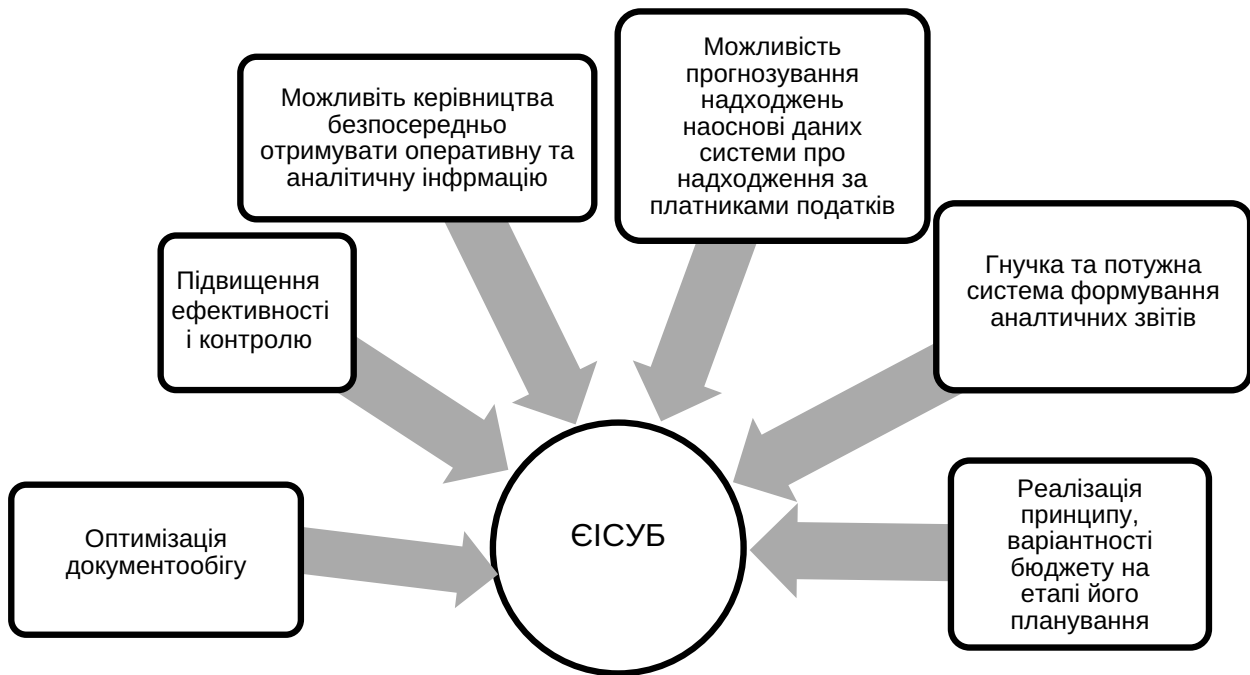 Можливість
прогнозування
надходжень
наоснові даних
системи про
надходження за
платниками податків
Можливіть керівництва
безпосередньо
отримувати оперативну та
аналітичну інфрмацію
Гнучка та потужна
система формування
аналтичних звітів
Підвищення
ефективності
і контролю
Реалізація
принципу,
варіантності
бюджету на
етапі його
планування
Оптимізація
документообігу
ЄІСУБ